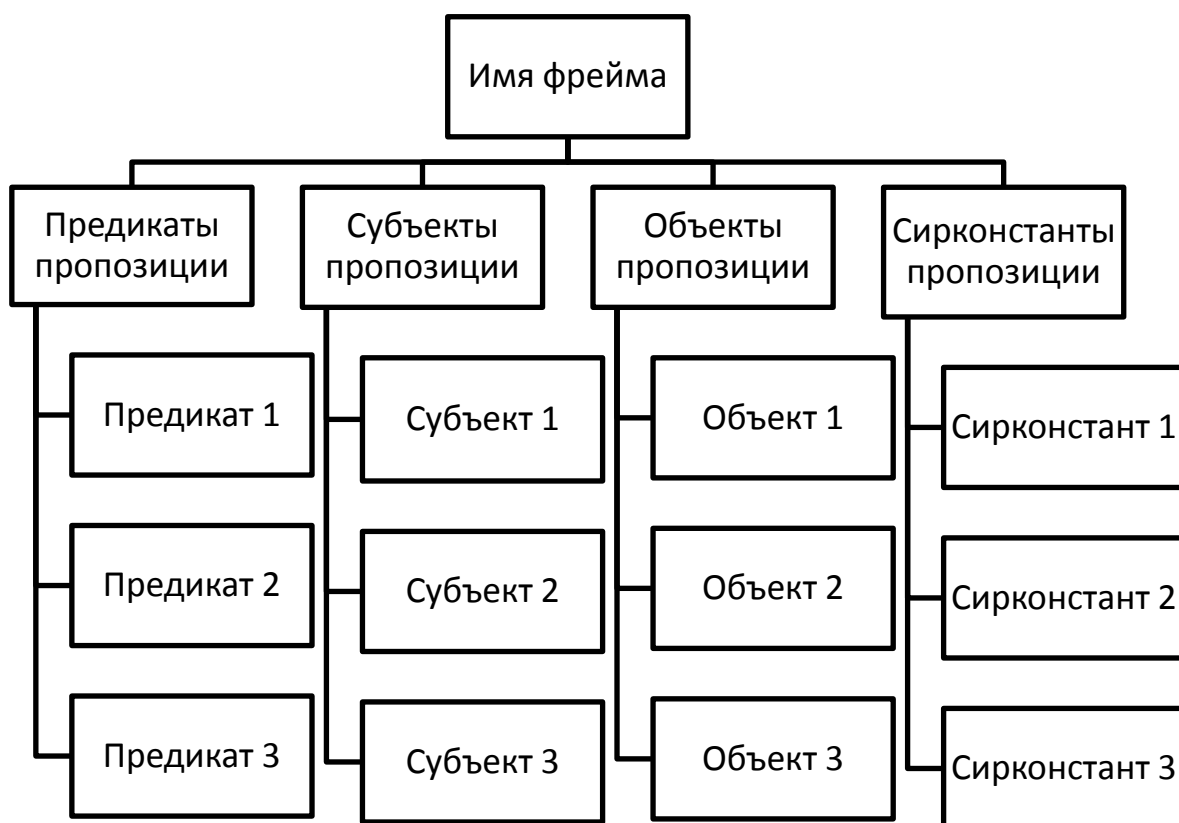 Имя фрейма
Предикаты
пропозиции
Субъекты
пропозиции
Объекты
пропозиции
Сирконстанты
пропозиции
Предикат 1
Субъект 1
Объект 1
Сирконстант 1
Предикат 2
Субъект 2
Объект 2
Сирконстант 2
Предикат 3
Субъект 3
Объект 3
Сирконстант 3